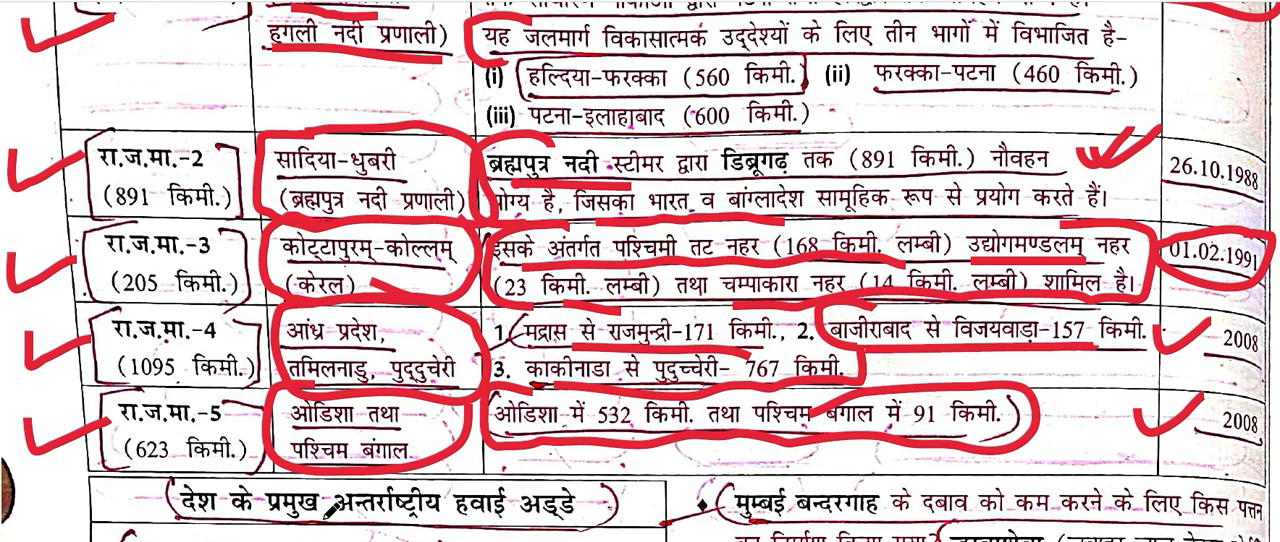 हुगली नदी प्रणाली)
यह जलमार्ग विकासात्मक उद्देश्यों के लिए तीन भागों में विभाजित है–
(i) हल्दिया-फरक्का (560 किमी.) (ii) फरक्का-पटना (460 किमी.)
(iii) पटना-इलाहाबाद (600 किमी.)
रा.ज.मा.-2
(891 किमी.)
सादिया-धुबरी
(ब्रह्मपुत्र नदी प्रणाली)
ब्रह्मपुत्र नदी स्टीमर द्वारा डिब्रूगढ़ तक (891 किमी.) नौवहन
योग्य है, जिसका भारत व बांग्लादेश सामूहिक रूप से प्रयोग करते हैं।
26.10.1988
रा.ज.मा.-3
(205 किमी.)
कोट्टापुरम्-कोल्लम्
(केरल)
इसके अंतर्गत पश्चिमी तट नहर (168 किमी. लम्बी) उद्योगमण्डलम् नहर
(23 किमी. लम्बी) तथा चम्पाकारा नहर (14 किमी. लम्बी) शामिल है।
01.02.1991
रा.ज.मा.-4
(1095 किमी.)
आंध्र प्रदेश,
तमिलनाडु, पुद्दुचेरी
1. मद्रास से राजमुन्द्री-171 किमी., 2. बाजीराबाद से विजयवाड़ा-157 किमी.
3. काकीनाडा से पुदुच्चेरी- 767 किमी.
2008
रा.ज.मा.-5
(623 किमी.)
ओडिशा तथा
पश्चिम बंगाल
ओडिशा में 532 किमी. तथा पश्चिम बंगाल में 91 किमी.
2008
देश के प्रमुख अन्तर्राष्ट्रीय हवाई अड्डे
♦ मुम्बई बन्दरगाह के दबाव को कम करने के लिए किस पत्तन